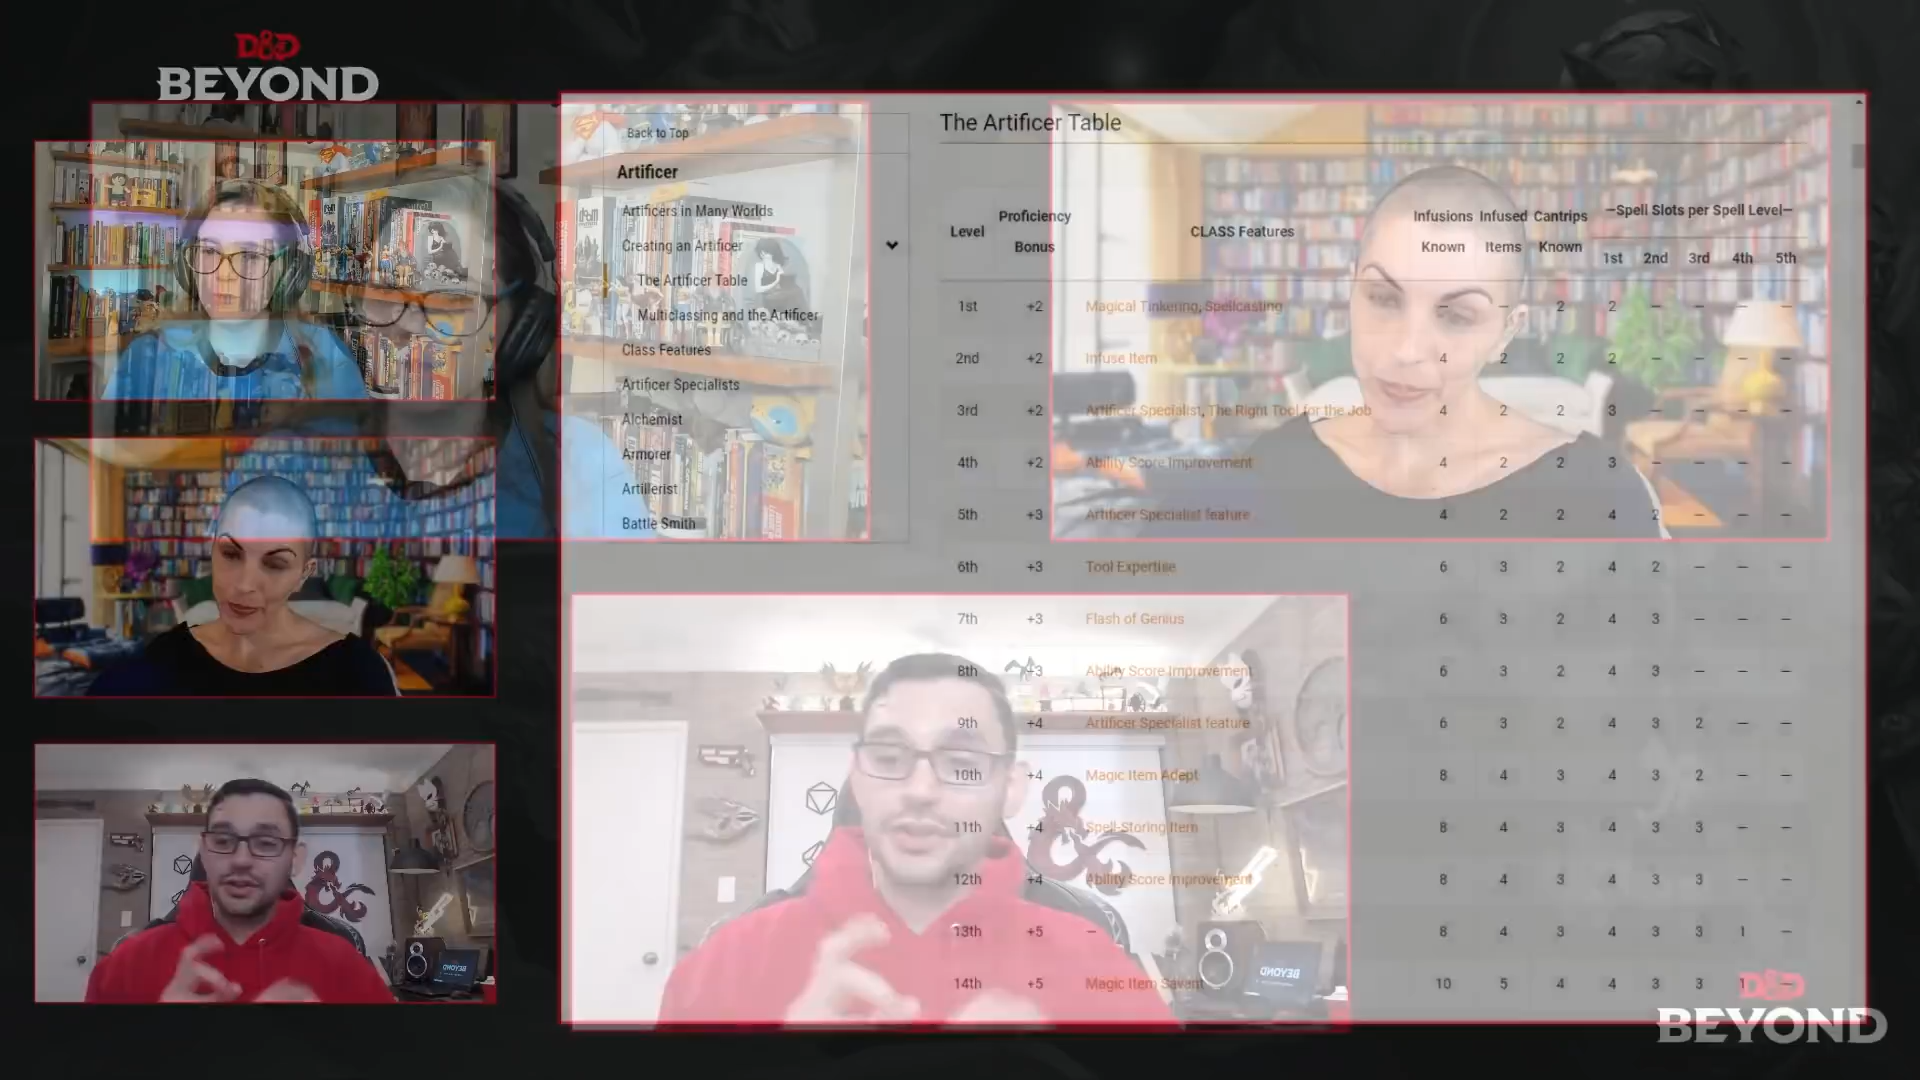 D&D
BEYOND
Back to Top
Artificer
Artificers in Many Worlds
Creating an Artificer
The Artificer Table
Multiclassing and the Artificer
Class Features
Artificer Specialists
Alchemist
Armorer
Artillerist
Battle Smith
The Artificer Table
Level Proficiency Bonus CLASS Features Infusions Known Infused Items Cantrips Known —Spell Slots per Spell Level—
1st 2nd 3rd 4th 5th
1st +2 Magical Tinkering, Spellcasting — — 2 2 — — — —
2nd +2 Infuse Item 4 2 2 2 — — — —
3rd +2 Artificer Specialist, The Right Tool for the Job 4 2 2 3 — — — —
4th +2 Ability Score Improvement 4 2 2 3 — — — —
5th +3 Artificer Specialist feature 4 2 2 4 2 — — —
6th +3 Tool Expertise 6 3 2 4 2 — — —
7th +3 Flash of Genius 6 3 2 4 3 — — —
8th +3 Ability Score Improvement 6 3 2 4 3 — — —
9th +4 Artificer Specialist feature 6 3 2 4 3 2 — —
10th +4 Magic Item Adept 8 4 3 4 3 2 — —
11th +4 Spell-Storing Item 8 4 3 4 3 3 — —
12th +4 Ability Score Improvement 8 4 3 4 3 3 — —
13th +5 — 8 4 3 4 3 3 1 —
14th +5 Magic Item Savant 10 5 4 4 3 3 1 —
D&D
BEYOND